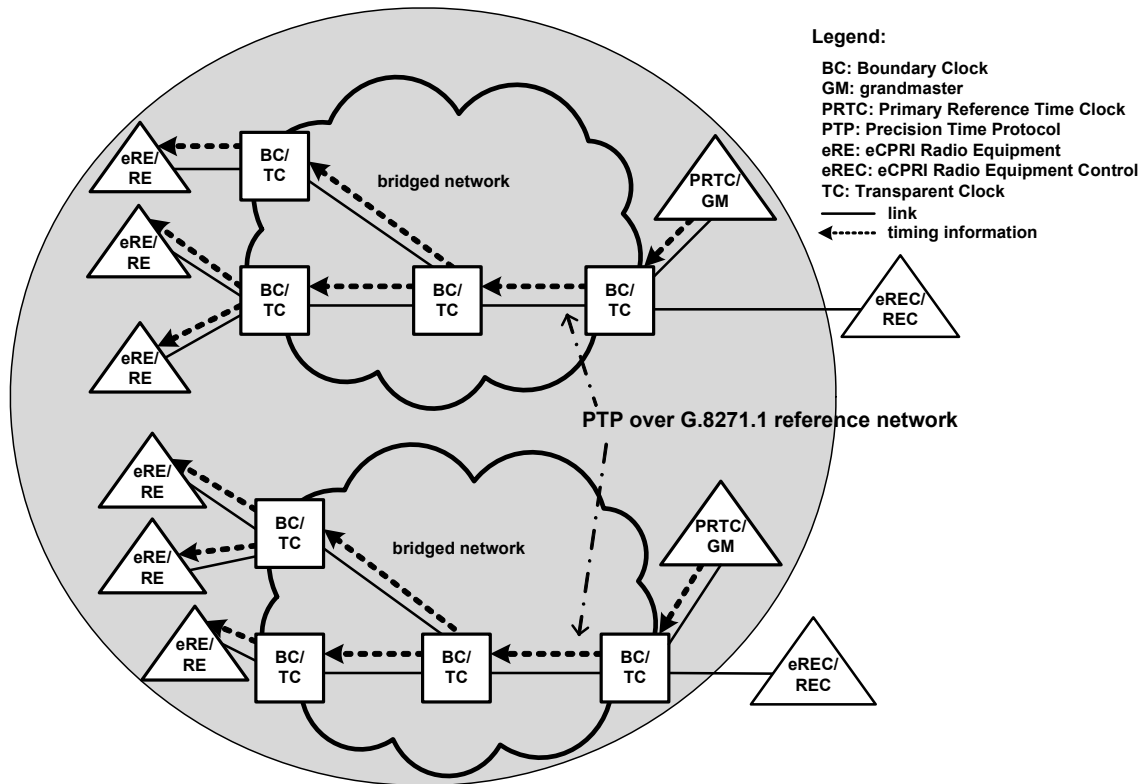 Legend:
BC: Boundary Clock
GM: grandmaster
PRTC: Primary Reference Time Clock
PTP: Precision Time Protocol
eRE: eCPRI Radio Equipment
eREC: eCPRI Radio Equipment Control
TC: Transparent Clock
link
timing information
eRE/
RE
BC/
TC
bridged network
PRTC/
GM
eRE/
RE
BC/
TC
BC/
TC
BC/
TC
eREC/
REC
eRE/
RE
PTP over G.8271.1 reference network
eRE/
RE
BC/
TC
bridged network
PRTC/
GM
eRE/
RE
eRE/
RE
BC/
TC
BC/
TC
BC/
TC
eREC/
REC